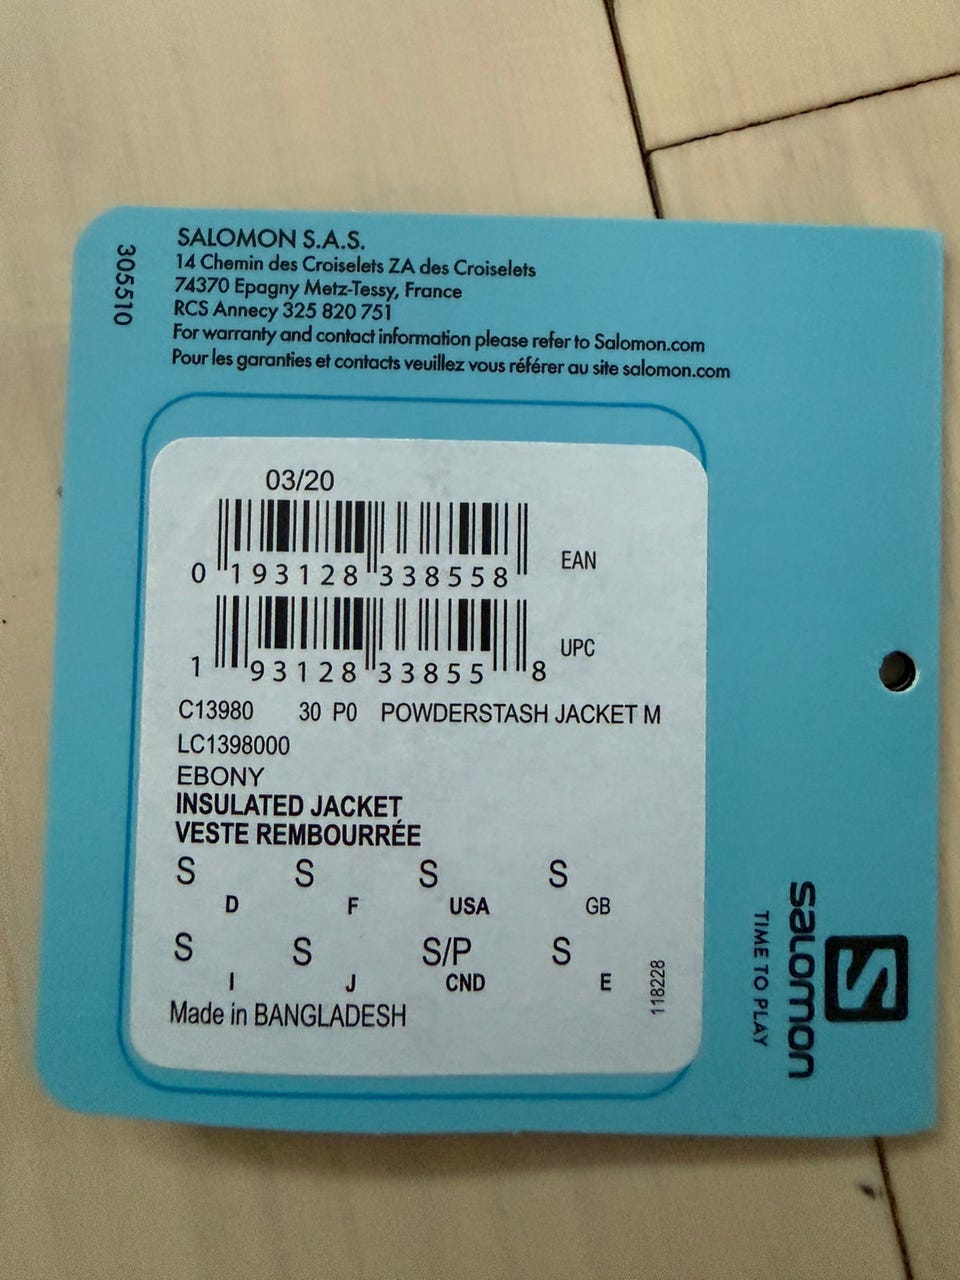 305510
SALOMON S.A.S.
14 Chemin des Croiselets ZA des Croiselets
74370 Epagny Metz-Tessy, France
RCS Annecy 325 820 751
For warranty and contact information please refer to Salomon.com
Pour les garanties et contacts veuillez vous référer au site salomon.com
03/20
0 193128 338558 EAN
1 93128 33855 8 UPC
C13980 30 P0 POWDERSTASH JACKET M
LC1398000
EBONY
INSULATED JACKET
VESTE REMBOURRÉE
S S S S
D F USA GB
S S S/P S
I J CND E
Made in BANGLADESH
118228
S
salomon
TIME TO PLAY